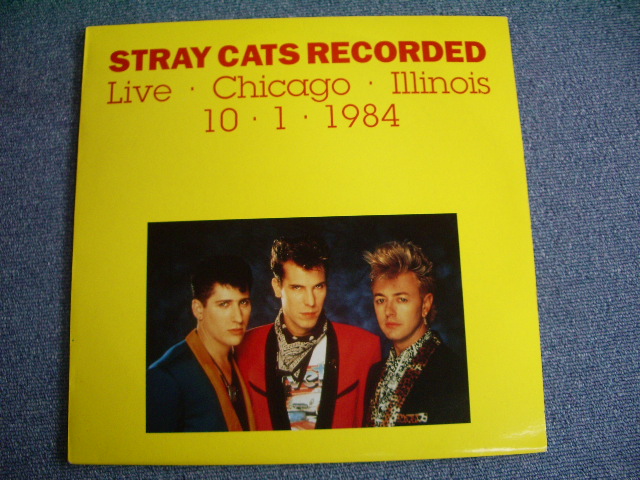 STRAY CATS RECORDED
Live · Chicago · Illinois
10 · 1 · 1984